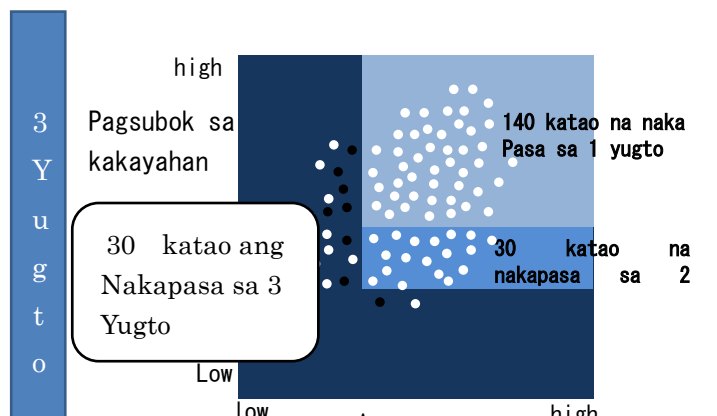 3
Y
u
g
t
o
high
Pagsubok sa
kakayahan
140 katao na naka
Pasa sa 1 yugto
30 katao ang
Nakapasa sa 3
Yugto
30 katao na
nakapasa sa 2
Low
low
high